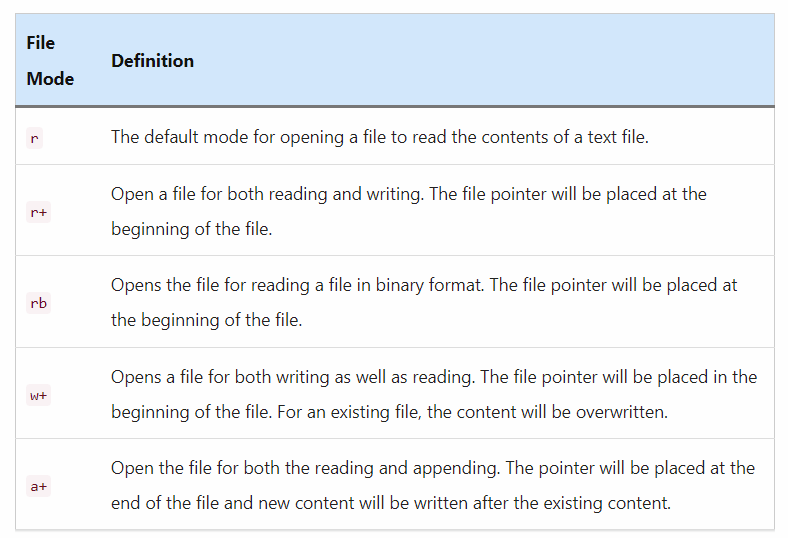 File
Mode
Definition
r
The default mode for opening a file to read the contents of a text file.
r+
Open a file for both reading and writing. The file pointer will be placed at the
beginning of the file.
rb
Opens the file for reading a file in binary format. The file pointer will be placed at
the beginning of the file.
w+
Opens a file for both writing as well as reading. The file pointer will be placed in the
beginning of the file. For an existing file, the content will be overwritten.
a+
Open the file for both the reading and appending. The pointer will be placed at the
end of the file and new content will be written after the existing content.